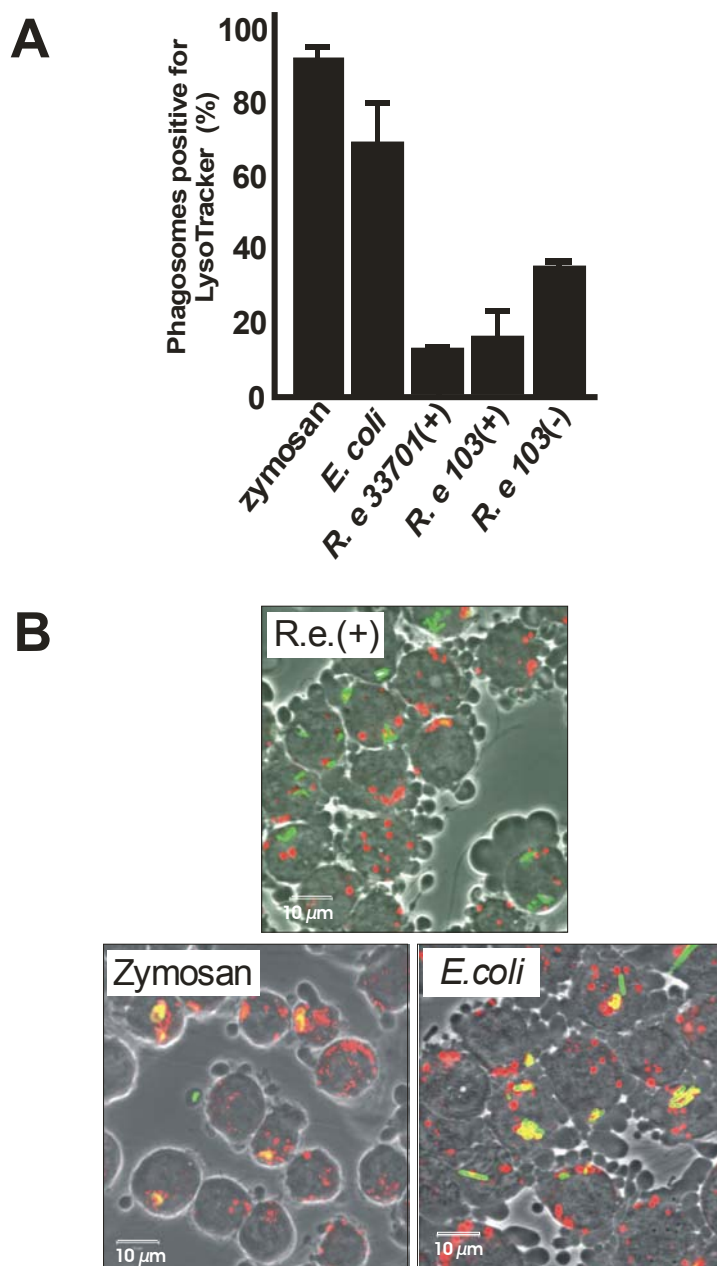 A
Phagosomes positive for
LysoTracker (%)
100
80
60
40
20
0
zymosan
E. coli
R. e 33701(+)
R. e 103(+)
R. e 103(-)
B
R.e.(+)
10 µm
Zymosan
10 µm
E.coli
10 µm